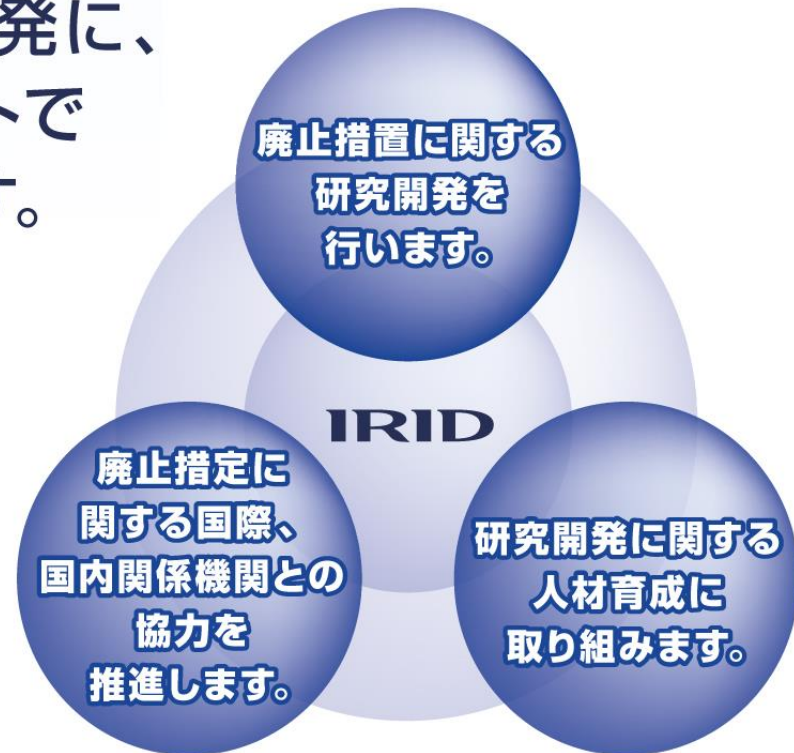 発に、
トで
す。
廃止措置に関する
研究開発を
行います。
IRID
廃止措定に
関する国際、
国内関係機関との
協力を
推進します。
研究開発に関する
人材育成に
取り組みます。